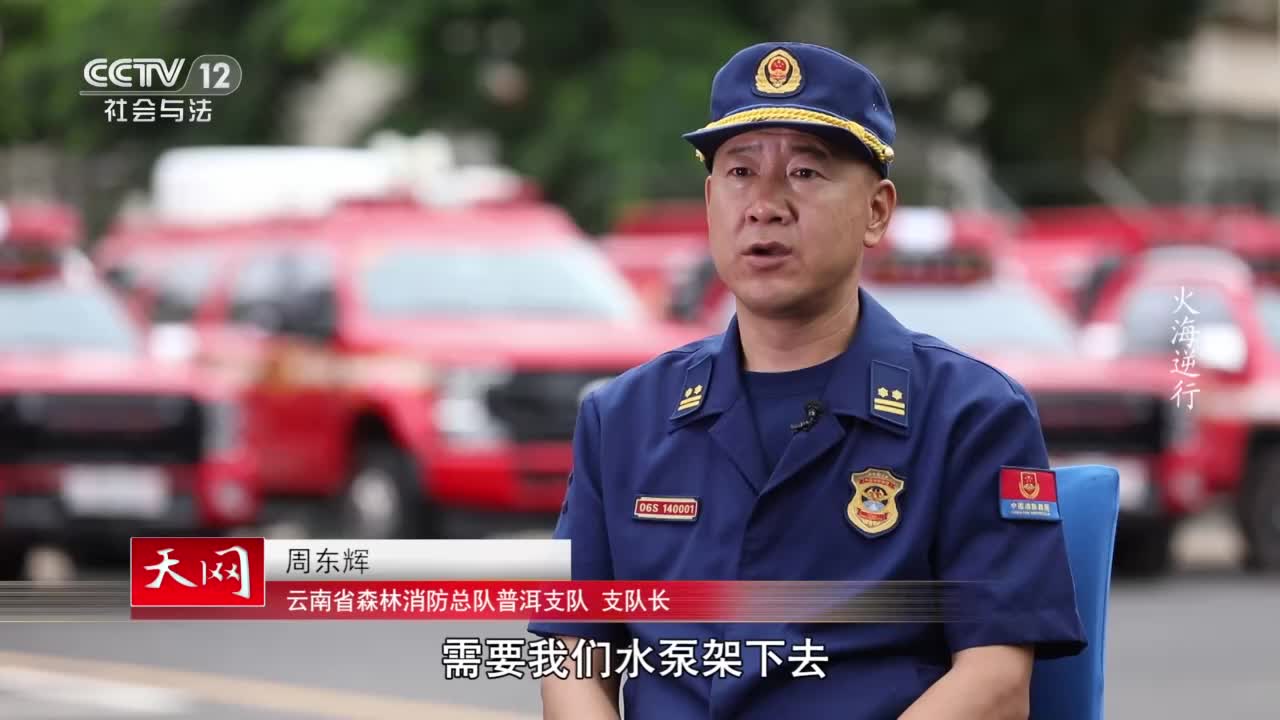 CCTV 12
社会与法
火海逆行
06S 140001
天网
周东辉
云南省森林消防总队普洱支队 支队长
需要我们水泵架下去